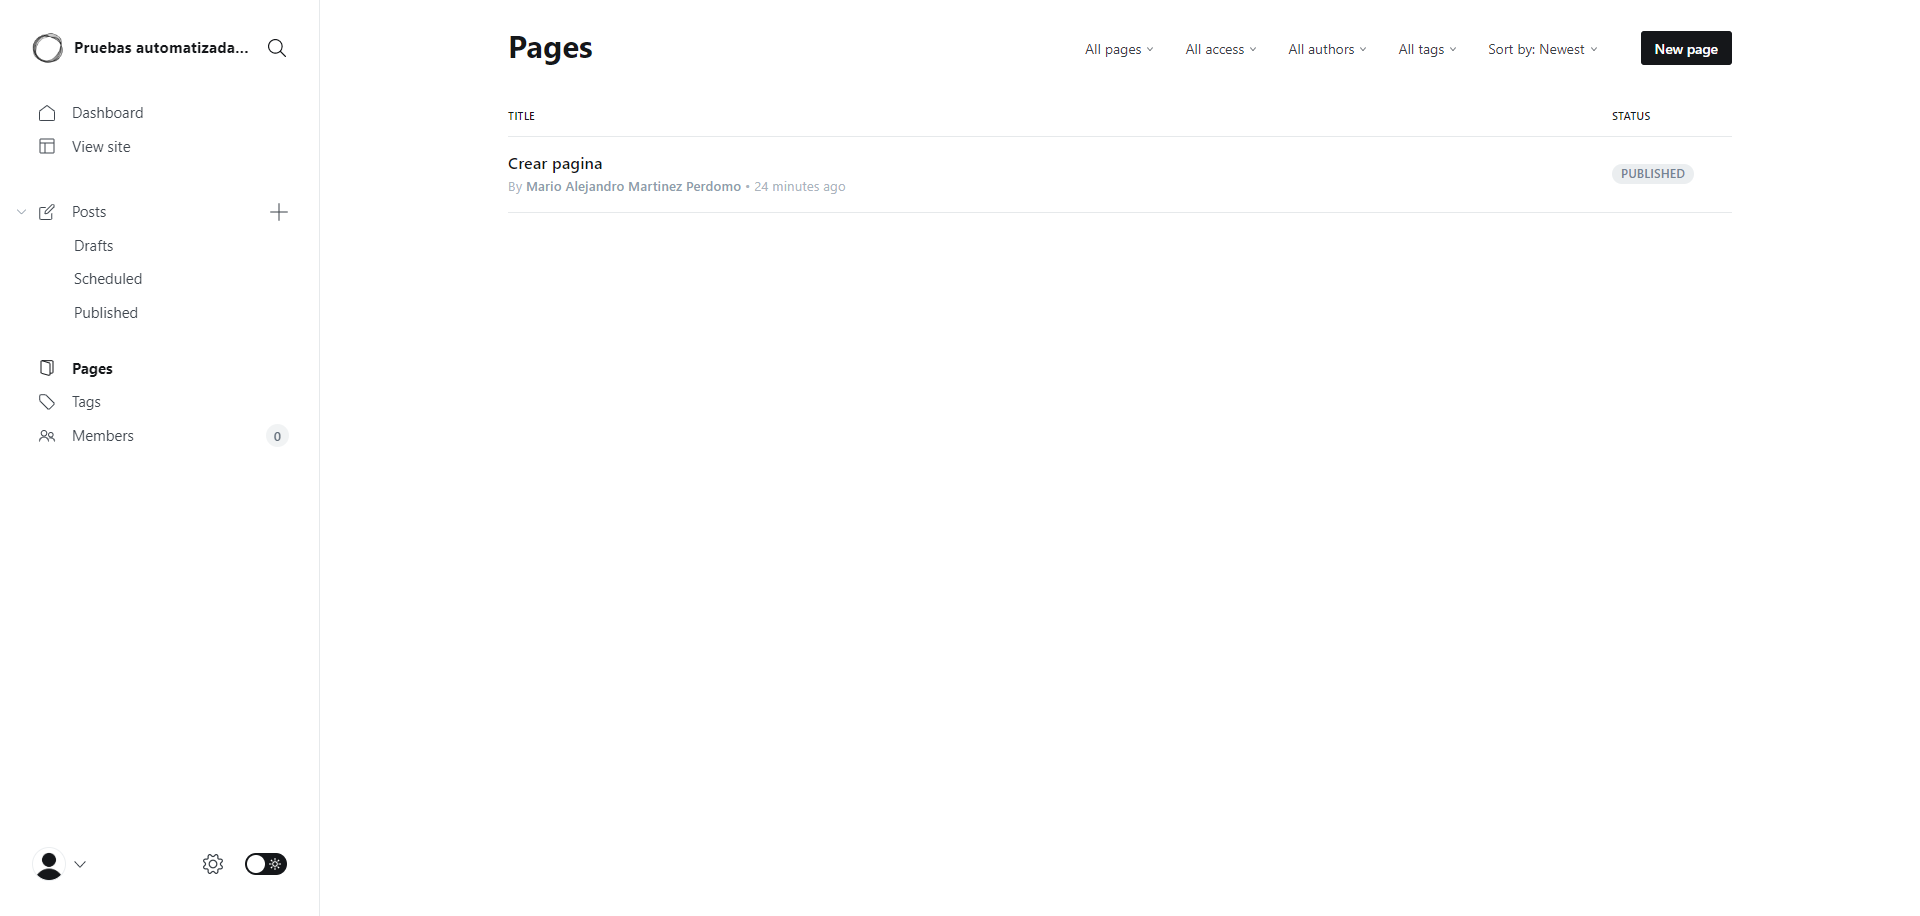 Pruebas automatizada...
Dashboard
View site
Posts
Drafts
Scheduled
Published
Pages
Tags
Members 0
Pages
All pages All access All authors All tags Sort by: Newest New page
TITLE STATUS
Crear pagina
By Mario Alejandro Martinez Perdomo • 24 minutes ago
PUBLISHED